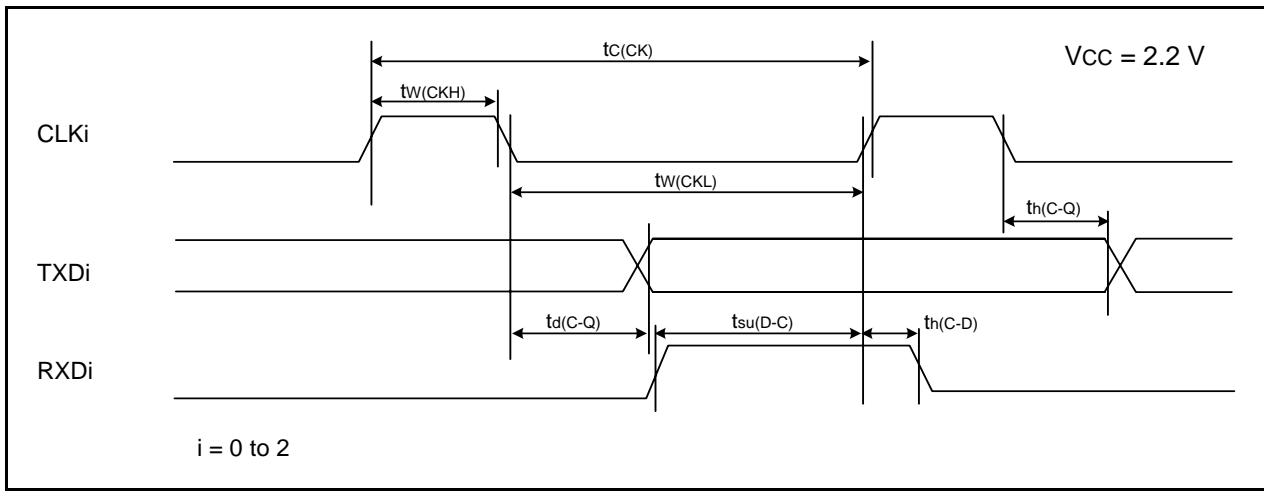 tC(CK)
VCC = 2.2 V
tW(CKH)
CLKi
tW(CKL)
th(C-Q)
TXDi
td(C-Q)
tsu(D-C)
th(C-D)
RXDi
i = 0 to 2